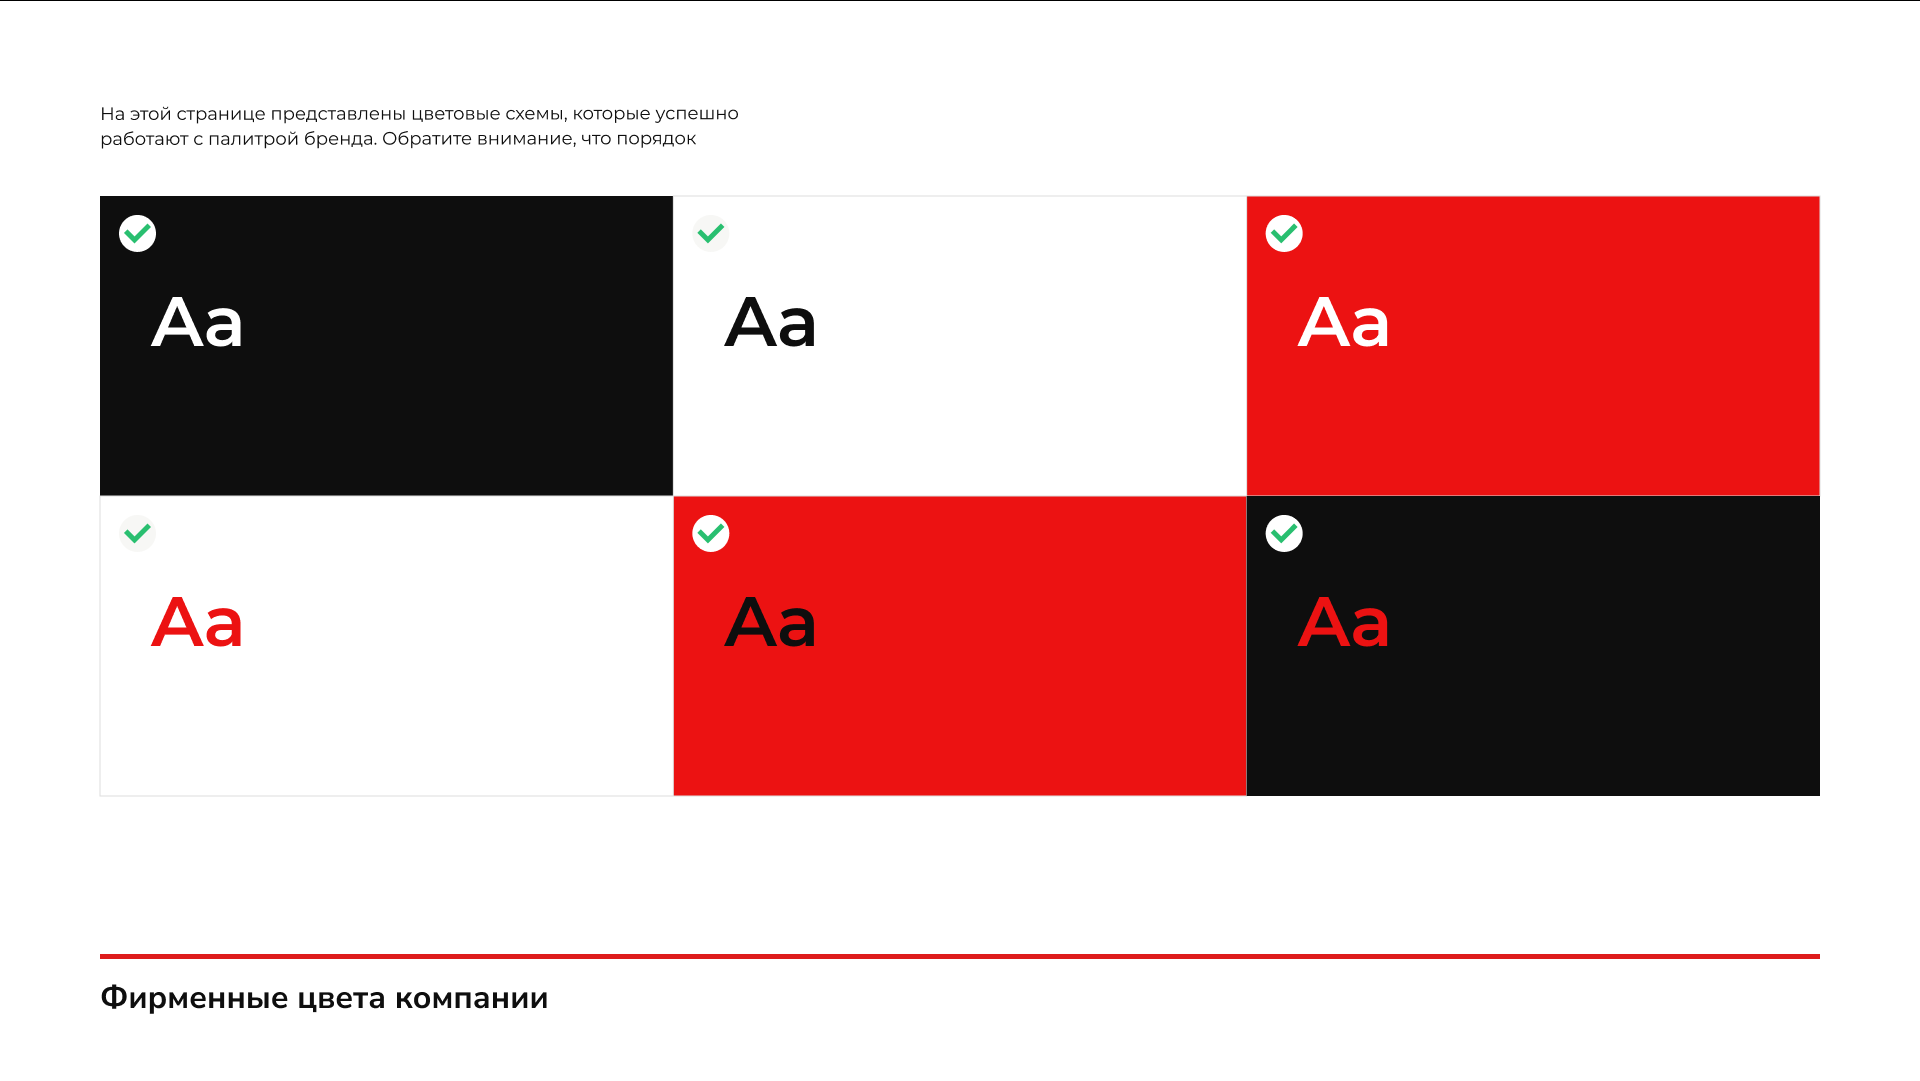 На этой странице представлены цветовые схемы, которые успешно
работают с палитрой бренда. Обратите внимание, что порядок
Aa
Aa
Aa
Aa
Aa
Aa
Фирменные цвета компании